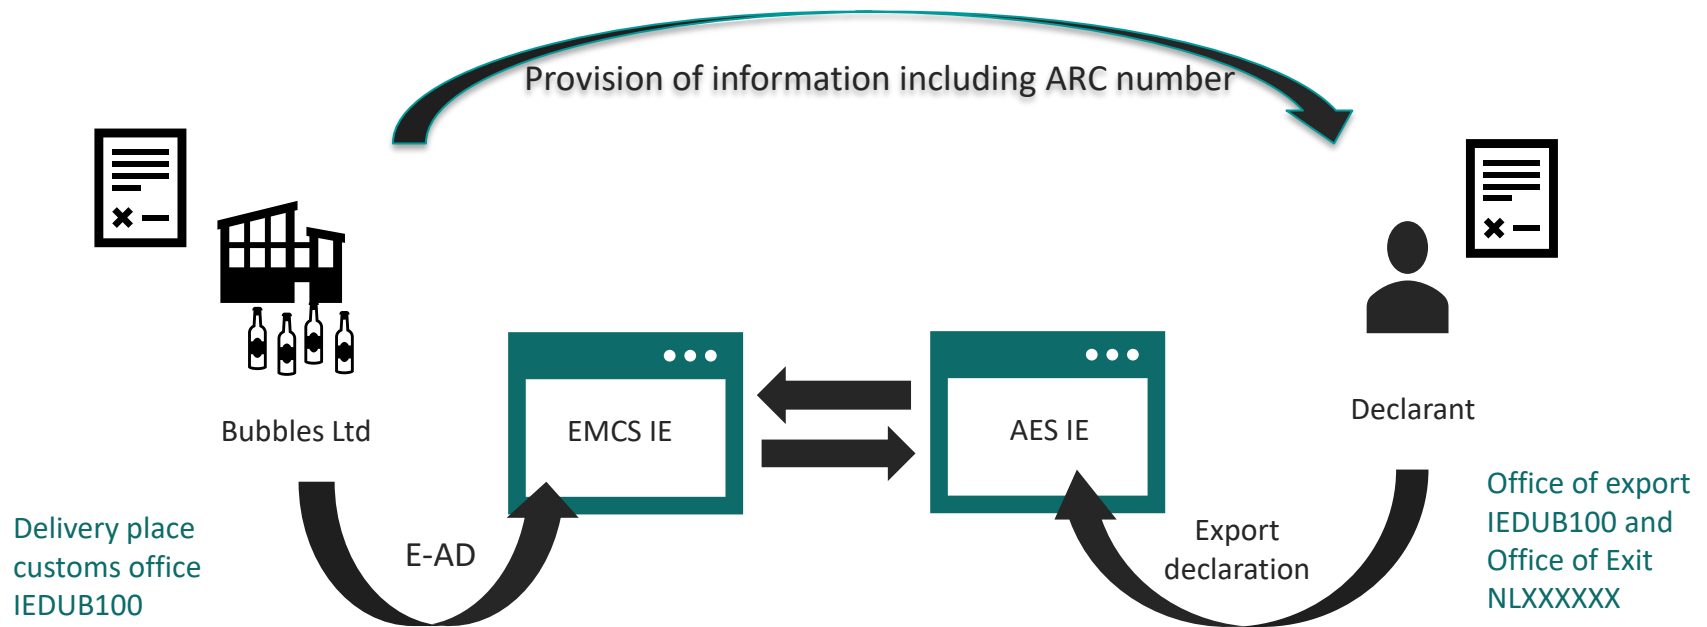 Provision of information including ARC number
Bubbles Ltd
EMCS IE
AES IE
Declarant
Delivery place
customs office
IEDUB100
E-AD
Export
declaration
Office of export
IEDUB100 and
Office of Exit
NLXXXXXX